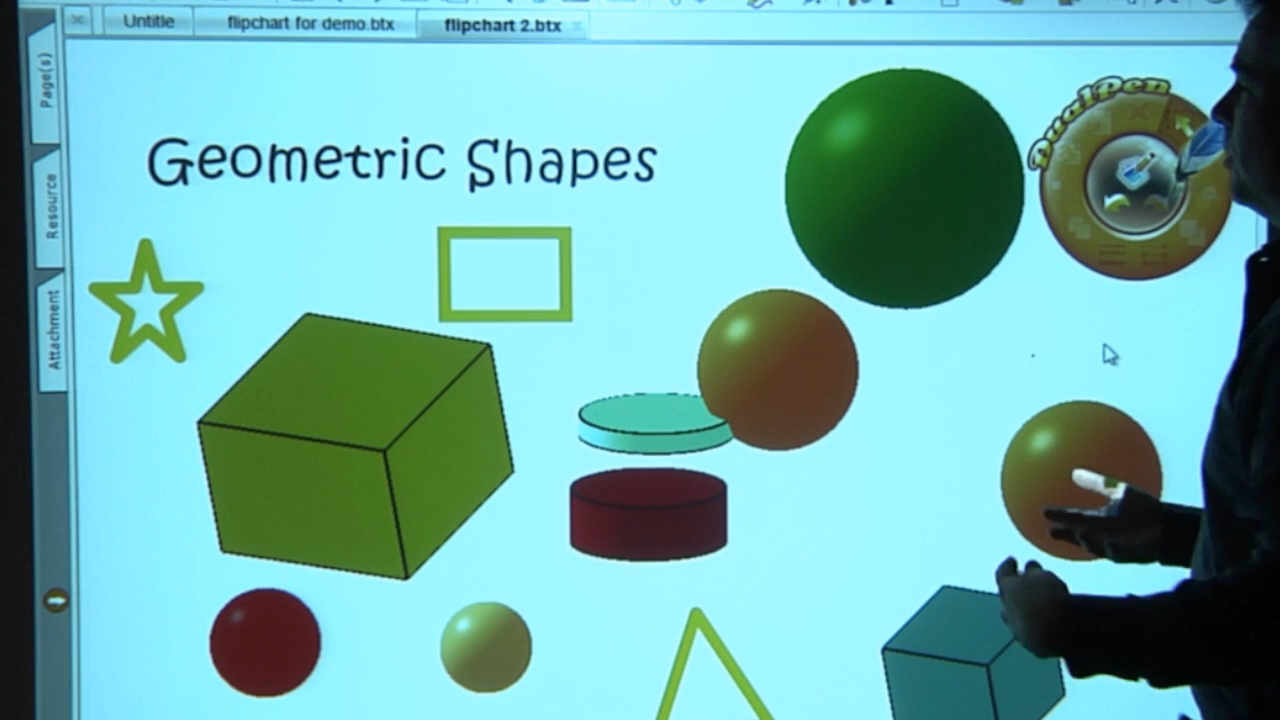 Untitle
flipchart for demo.btx
flipchart 2.btx
Page(s)
Resource
Attachment
Geometric Shapes
DualPen